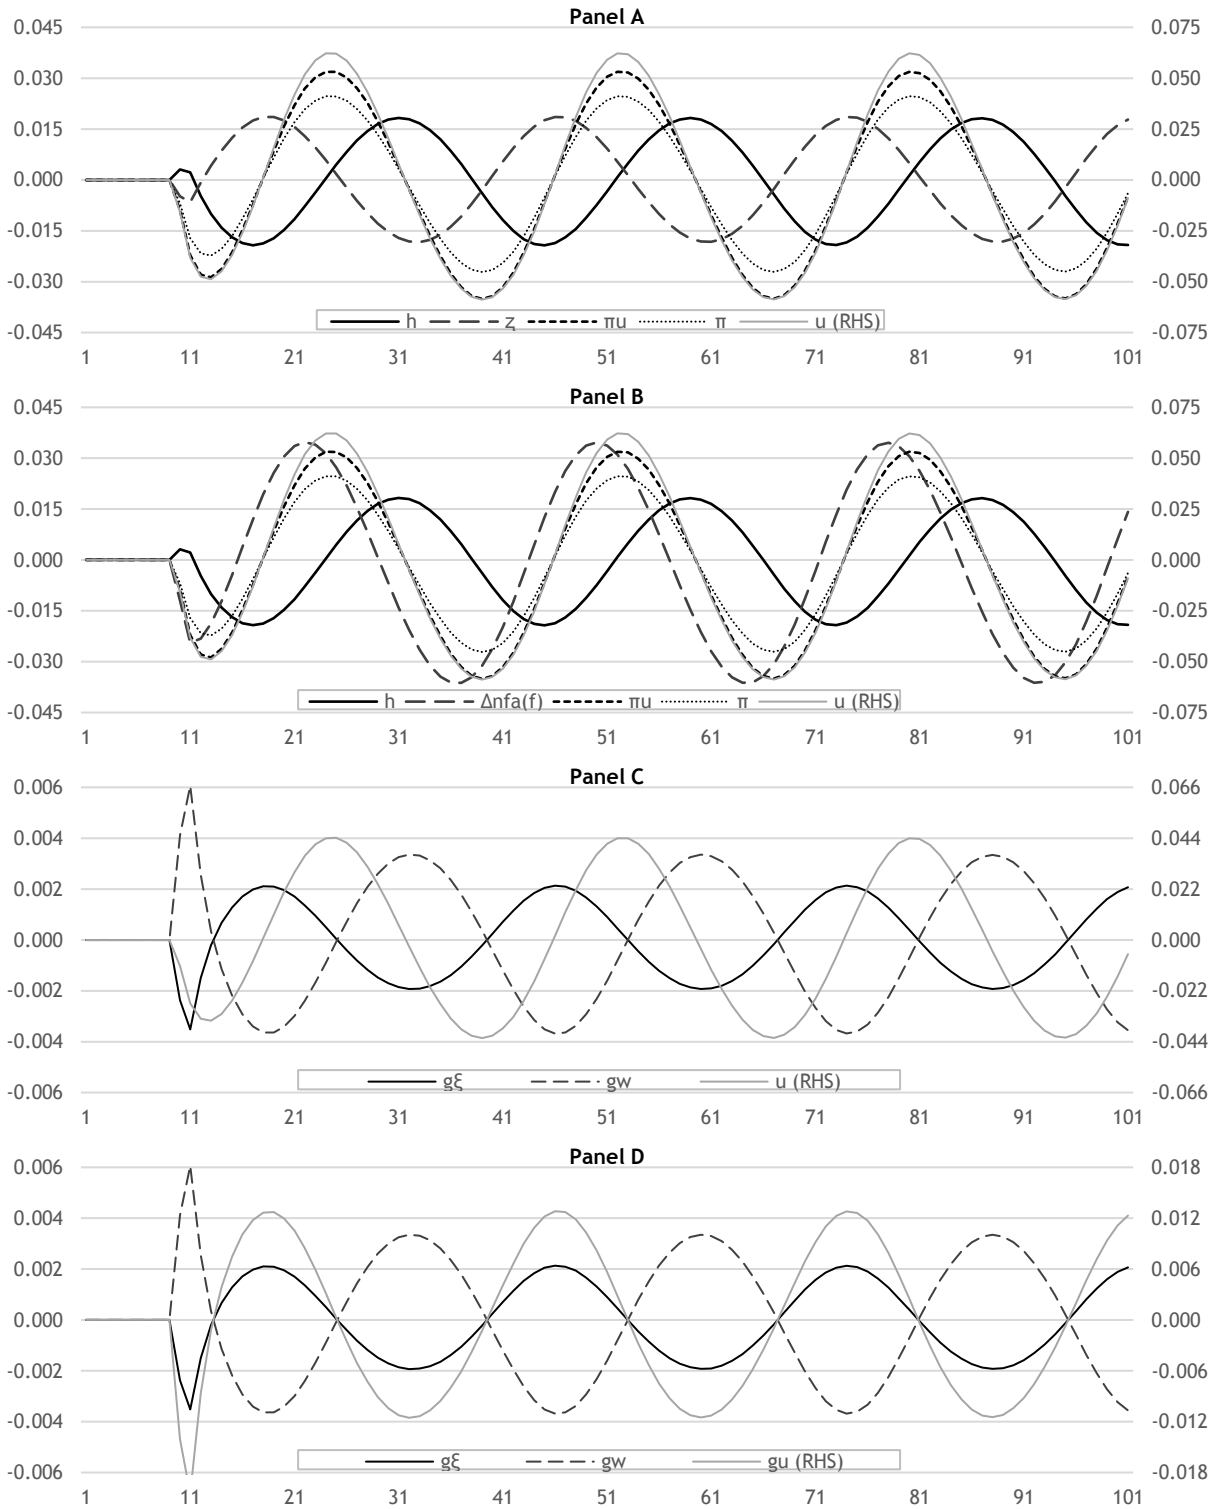 Panel A
0.045 0.075
0.030 0.050
0.015 0.025
0.000 0.000
-0.015 -0.025
-0.030 -0.050
h ζ πu π u (RHS)
-0.045 -0.075
1 11 21 31 41 51 61 71 81 91 101
Panel B
0.045 0.075
0.030 0.050
0.015 0.025
0.000 0.000
-0.015 -0.025
-0.030 -0.050
h Δnfa(f) πu π u (RHS)
-0.045 -0.075
1 11 21 31 41 51 61 71 81 91 101
Panel C
0.006 0.066
0.004 0.044
0.002 0.022
0.000 0.000
-0.002 -0.022
-0.004 -0.044
gξ gw u (RHS)
-0.006 -0.066
1 11 21 31 41 51 61 71 81 91 101
Panel D
0.006 0.018
0.004 0.012
0.002 0.006
0.000 0.000
-0.002 -0.006
-0.004 -0.012
gξ gw gu (RHS)
-0.006 -0.018
1 11 21 31 41 51 61 71 81 91 101